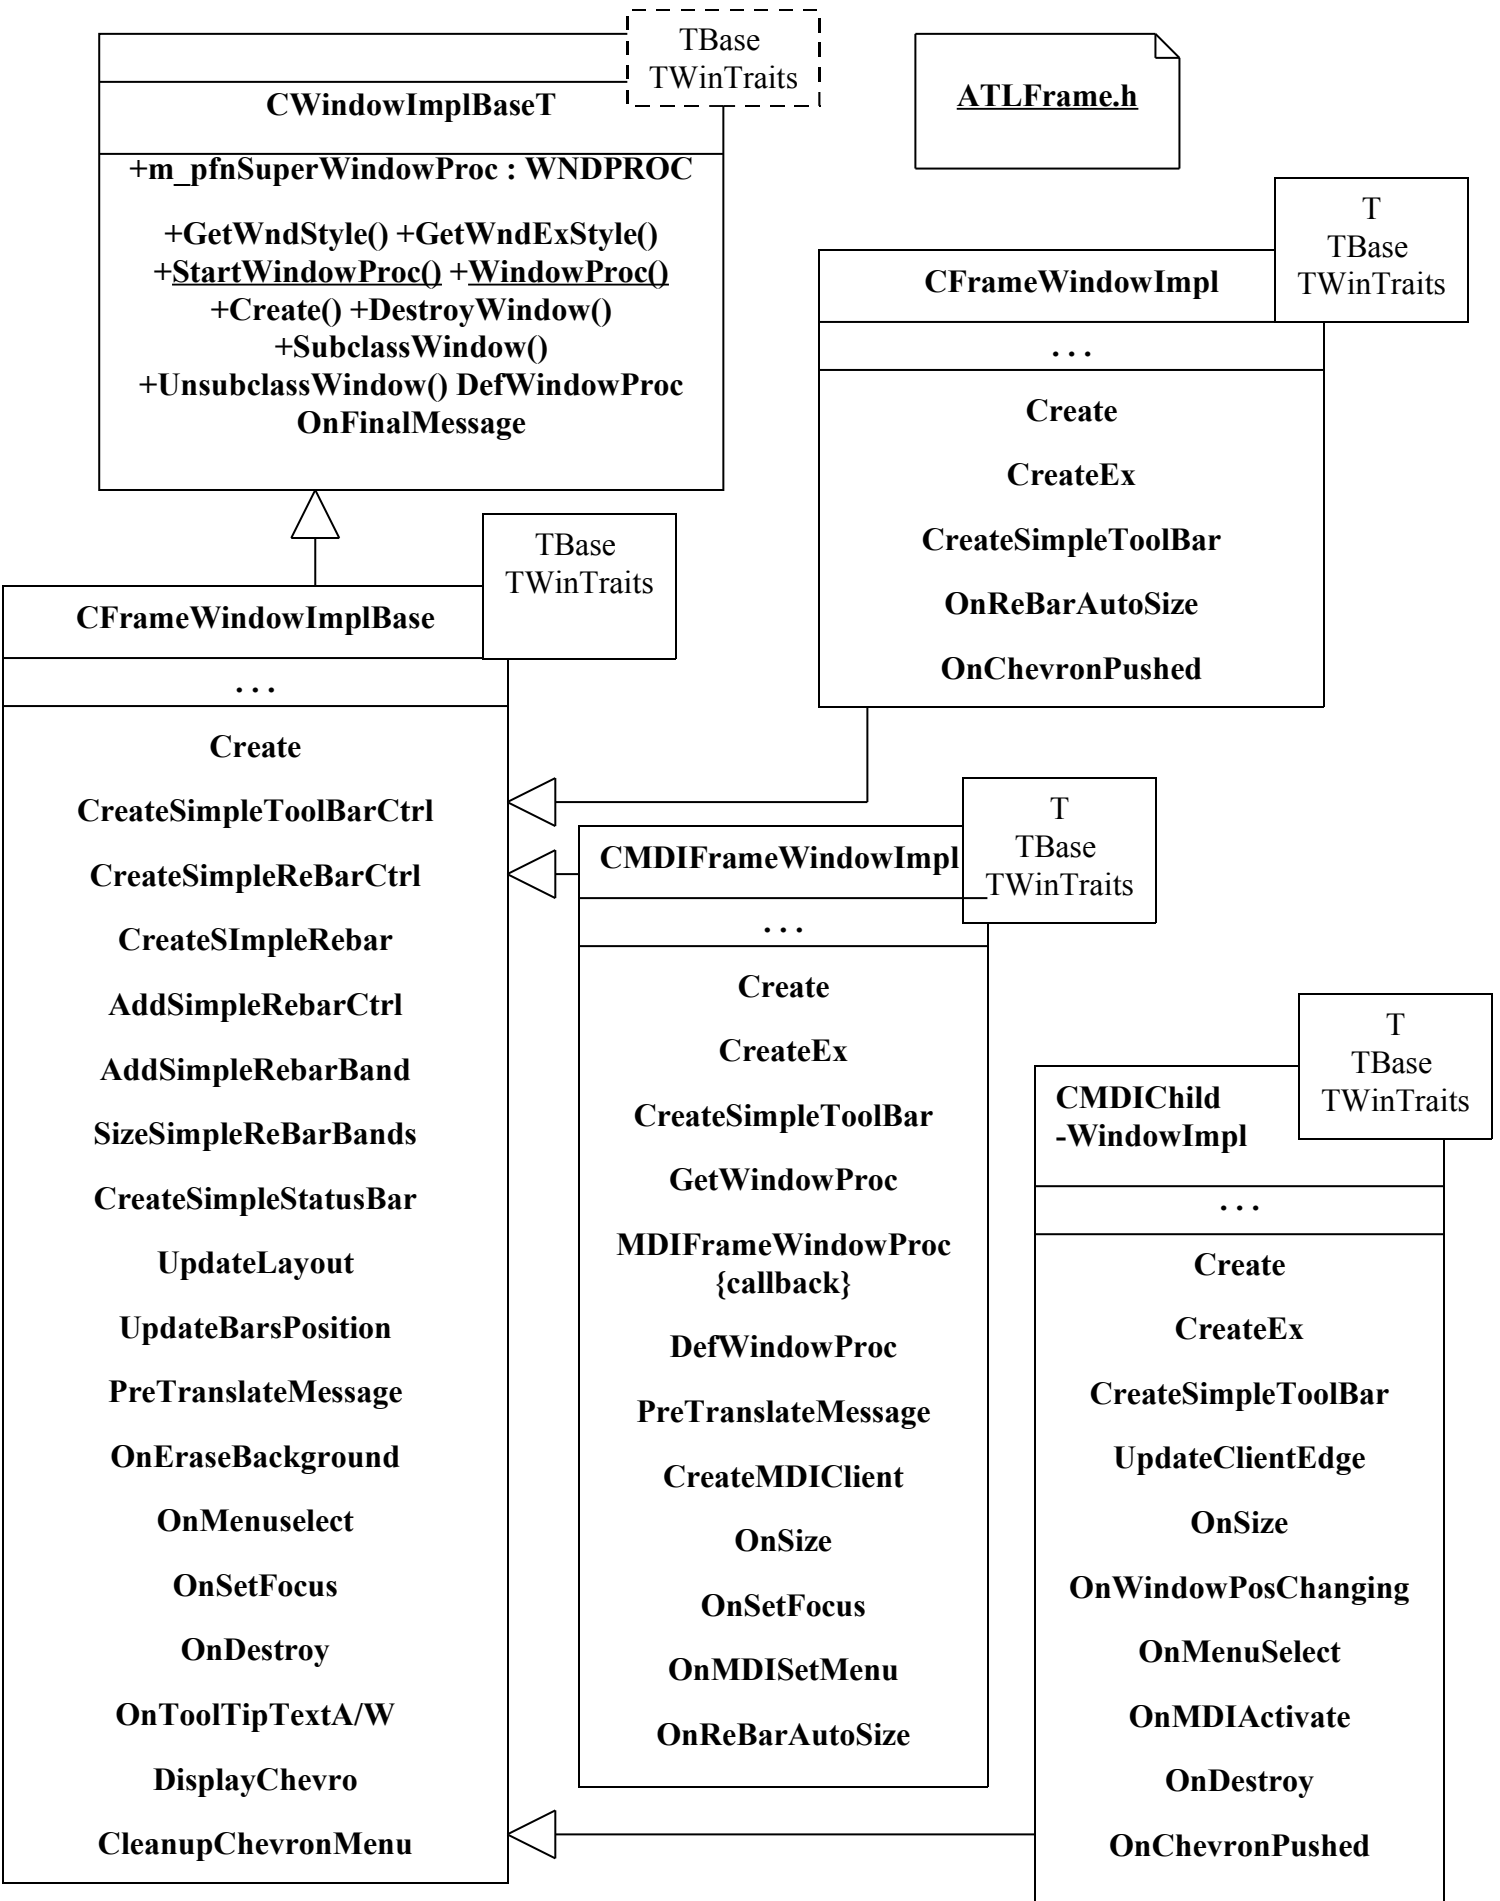 TBase
TWinTraits
CWindowImplBaseT
+m_pfnSuperWindowProc : WNDPROC
+GetWndStyle() +GetWndExStyle()
+StartWindowProc() +WindowProc()
+Create() +DestroyWindow()
+SubclassWindow()
+UnsubclassWindow() DefWindowProc
OnFinalMessage
ATLFrame.h
T
TBase
TWinTraits
CFrameWindowImpl
. . .
Create
CreateEx
CreateSimpleToolBar
OnReBarAutoSize
OnChevronPushed
TBase
TWinTraits
CFrameWindowImplBase
. . .
Create
CreateSimpleToolBarCtrl
CreateSimpleReBarCtrl
CreateSImpleRebar
AddSimpleRebarCtrl
AddSimpleRebarBand
SizeSimpleReBarBands
CreateSimpleStatusBar
UpdateLayout
UpdateBarsPosition
PreTranslateMessage
OnEraseBackground
OnMenuselect
OnSetFocus
OnDestroy
OnToolTipTextA/W
DisplayChevro
CleanupChevronMenu
T
TBase
TWinTraits
CMDIFrameWindowImpl
. . .
Create
CreateEx
CreateSimpleToolBar
GetWindowProc
MDIFrameWindowProc
{callback}
DefWindowProc
PreTranslateMessage
CreateMDIClient
OnSize
OnSetFocus
OnMDISetMenu
OnReBarAutoSize
T
TBase
TWinTraits
CMDIChild
-WindowImpl
. . .
Create
CreateEx
CreateSimpleToolBar
UpdateClientEdge
OnSize
OnWindowPosChanging
OnMenuSelect
OnMDIActivate
OnDestroy
OnChevronPushed